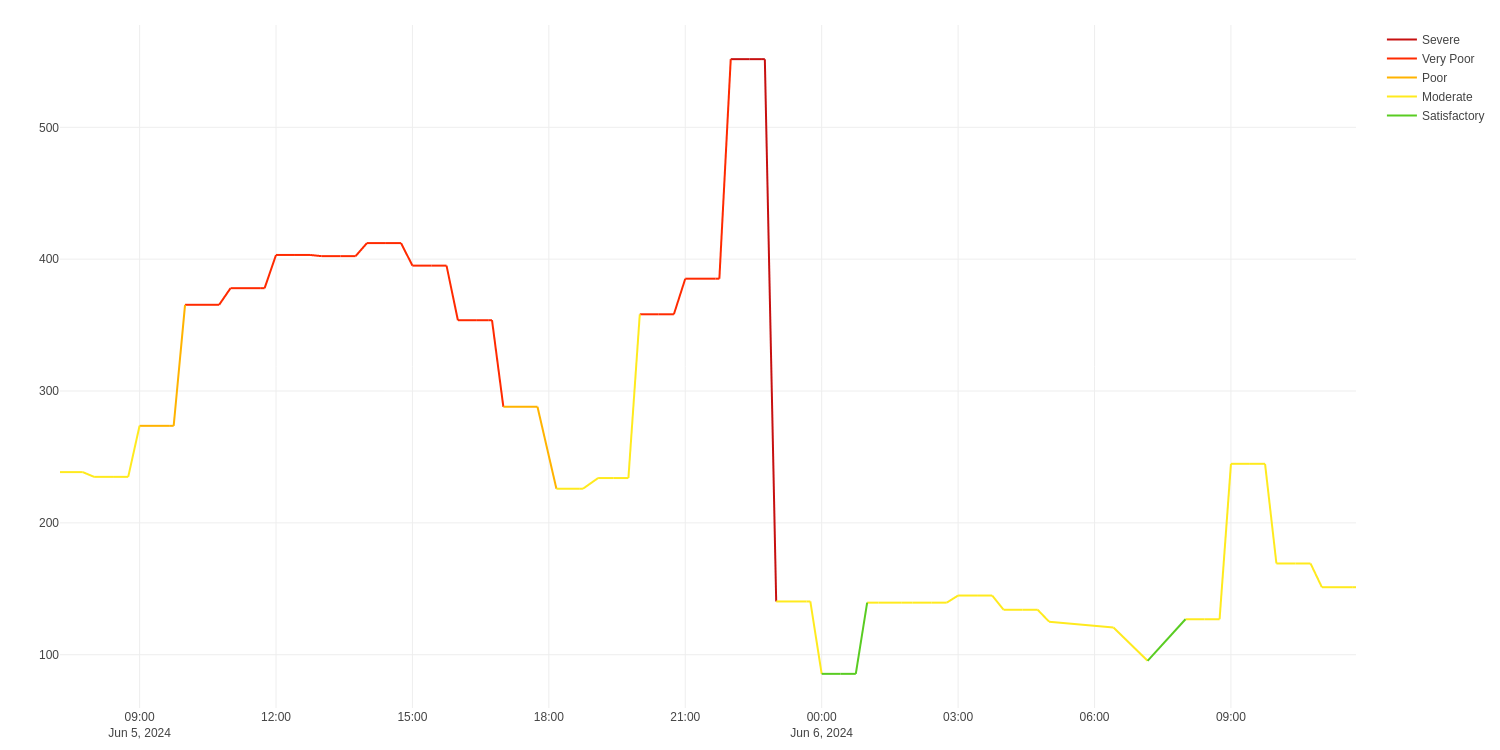 Severe
Very Poor
Poor
Moderate
Satisfactory
500
400
300
200
100
09:00
12:00
15:00
18:00
21:00
00:00
03:00
06:00
09:00
Jun 5, 2024
Jun 6, 2024